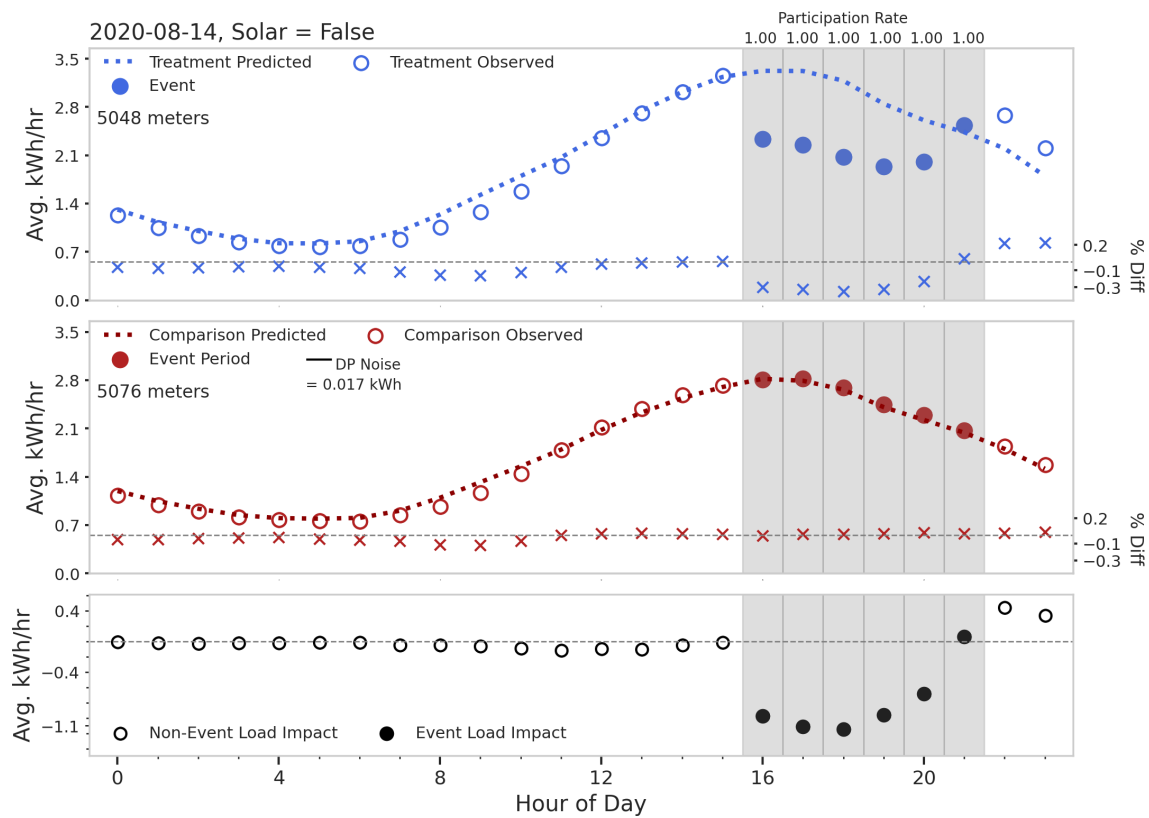 Participation Rate
2020-08-14, Solar = False
1.00 1.00 1.00 1.00 1.00 1.00
Treatment Predicted
Treatment Observed
Event
5048 meters
3.5
2.8
2.1
1.4
0.7
0.0
Avg. kWh/hr
0.2
−0.1
−0.3
% Diff
Comparison Predicted
Comparison Observed
Event Period
DP Noise
= 0.017 kWh
5076 meters
3.5
2.8
2.1
1.4
0.7
0.0
Avg. kWh/hr
0.2
−0.1
−0.3
% Diff
0.4
−0.4
−1.1
Avg. kWh/hr
Non-Event Load Impact
Event Load Impact
0 4 8 12 16 20
Hour of Day